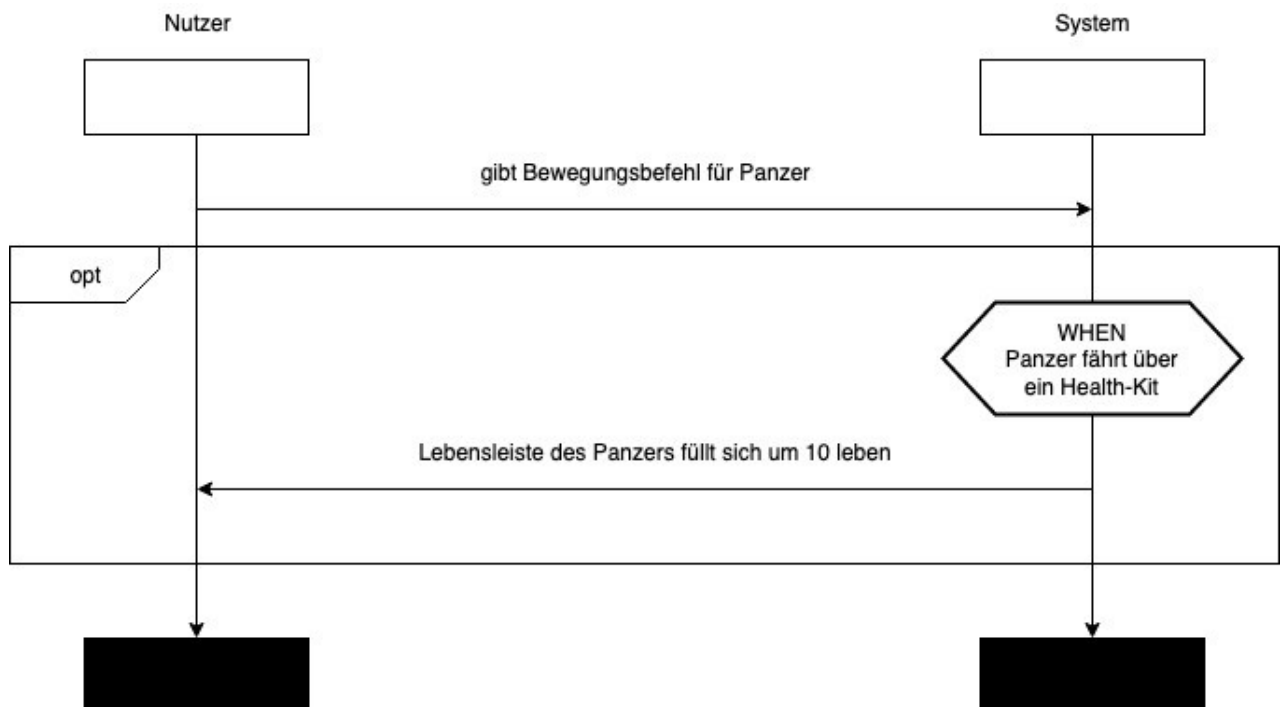 Nutzer
System
gibt Bewegungsbefehl für Panzer
opt
WHEN
Panzer fährt über
ein Health-Kit
Lebensleiste des Panzers füllt sich um 10 leben